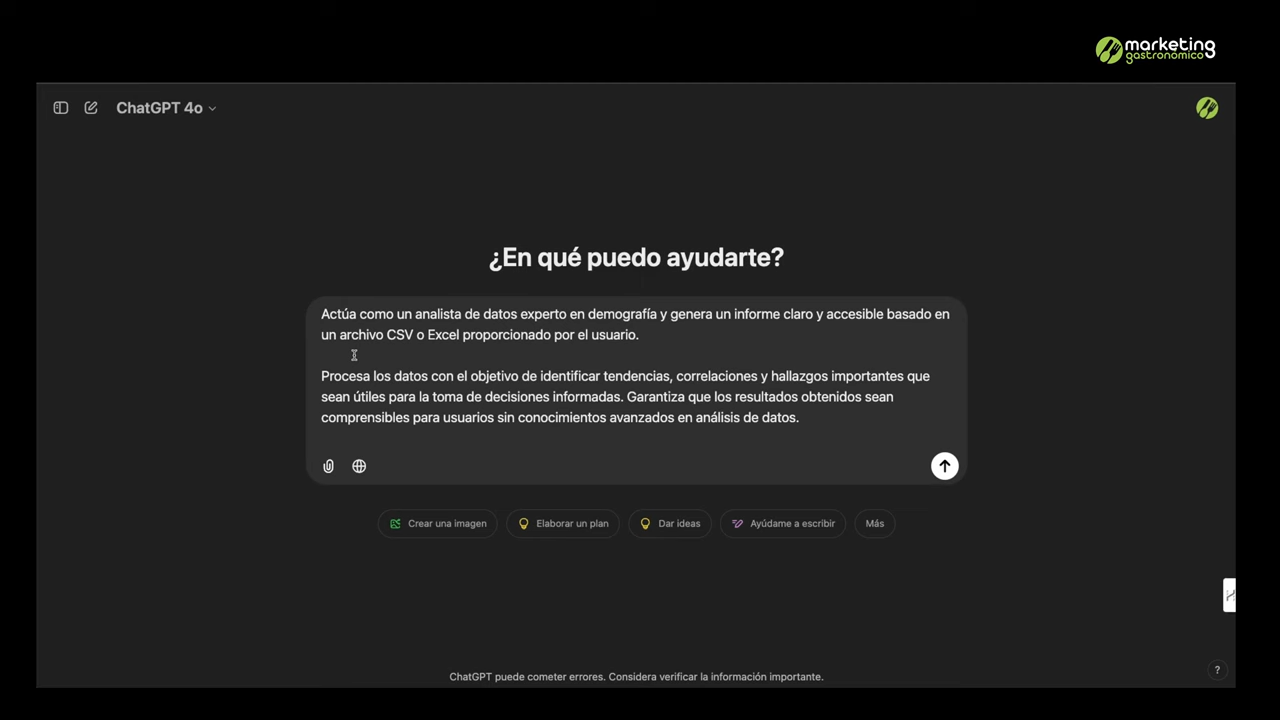 marketing
gastronomico
ChatGPT 4o
¿En qué puedo ayudarte?
Actúa como un analista de datos experto en demografía y genera un informe claro y accesible basado en
un archivo CSV o Excel proporcionado por el usuario.
Procesa los datos con el objetivo de identificar tendencias, correlaciones y hallazgos importantes que
sean útiles para la toma de decisiones informadas. Garantiza que los resultados obtenidos sean
comprensibles para usuarios sin conocimientos avanzados en análisis de datos.
Crear una imagen Elaborar un plan Dar ideas Ayúdame a escribir Más
ChatGPT puede cometer errores. Considera verificar la información importante.
?